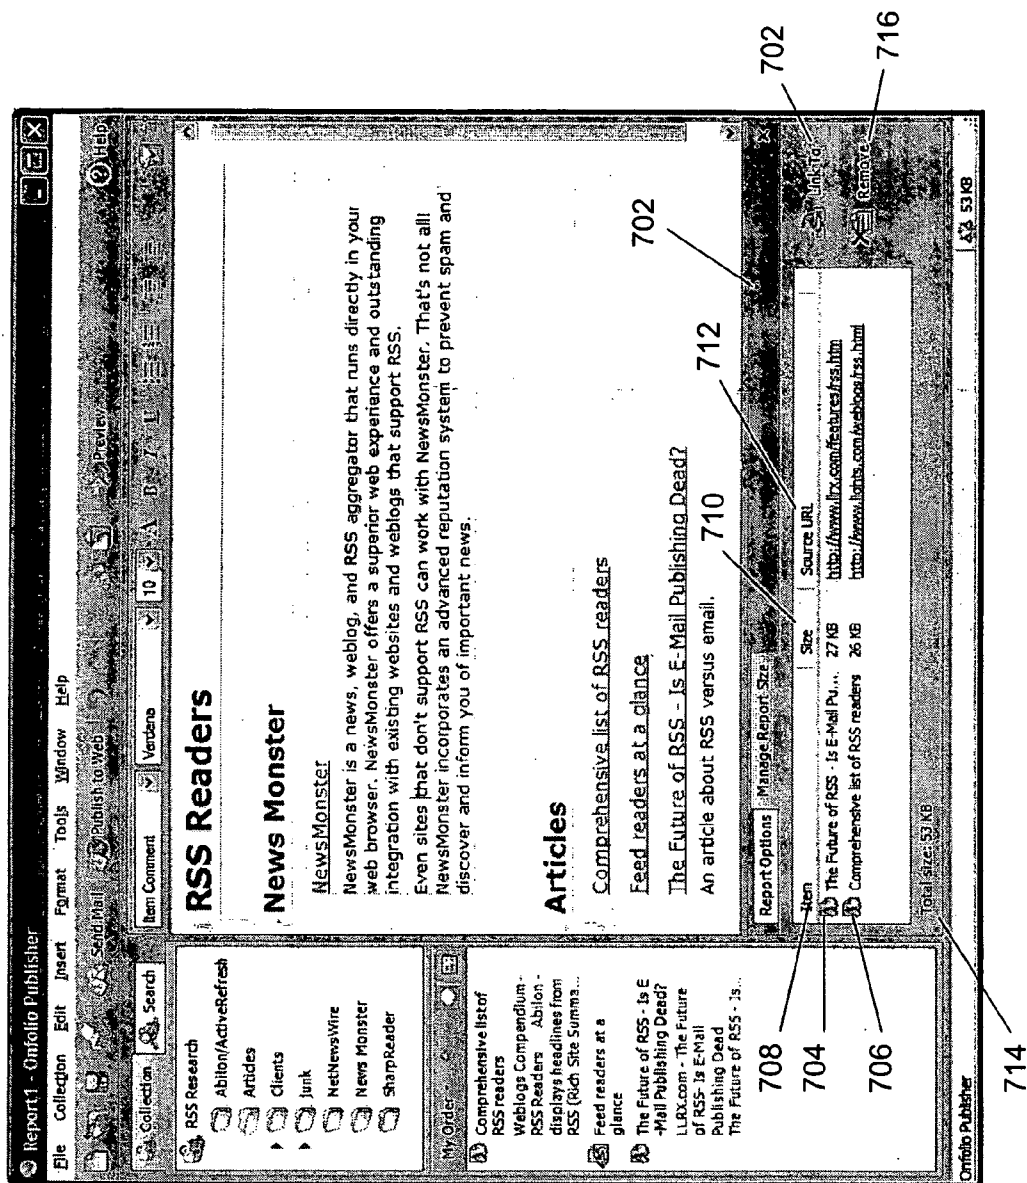 Report1 - Onfolio Publisher
File Collection Edit Insert Format Tools Window Help
Send Mail Publish to Web Preview Help
Collection Search
Item Comment Verdana 10 A B I U
RSS Research
Abilon/ActiveRefresh
Articles
Clients
Junk
NetNewsWire
News Monster
SharpReader
My Order
Comprehensive list of
RSS readers
Weblogs Compendium -
RSS Readers Abilon -
displays headlines from
RSS (Rich Site Summa...
Feed readers at a
glance
The Future of RSS - Is E
-Mail Publishing Dead?
LLRX.com - The Future
of RSS- Is E-Mail
Publishing Dead
The Future of RSS - Is...
RSS Readers
News Monster
NewsMonster
NewsMonster is a news, weblog, and RSS aggregator that runs directly in your
web browser. NewsMonster offers a superior web experience and outstanding
integration with existing websites and weblogs that support RSS.
Even sites that don't support RSS can work with NewsMonster. That's not all!
NewsMonster incorporates an advanced reputation system to prevent spam and
discover and inform you of important news.
Articles
Comprehensive list of RSS readers
Feed readers at a glance
The Future of RSS - Is E-Mail Publishing Dead?
An article about RSS versus email.
Report Options Manage Report Size
Item Size Source URL
The Future of RSS - Is E-Mail Pu... 27 KB http://www.llrx.com/features/rss.htm
Comprehensive list of RSS readers 26 KB http://www.lights.com/weblogs/rss.html
Link To
Remove
Total size: 53 KB
Onfolio Publisher 53 KB
702
716
702
712
710
708
704
706
714